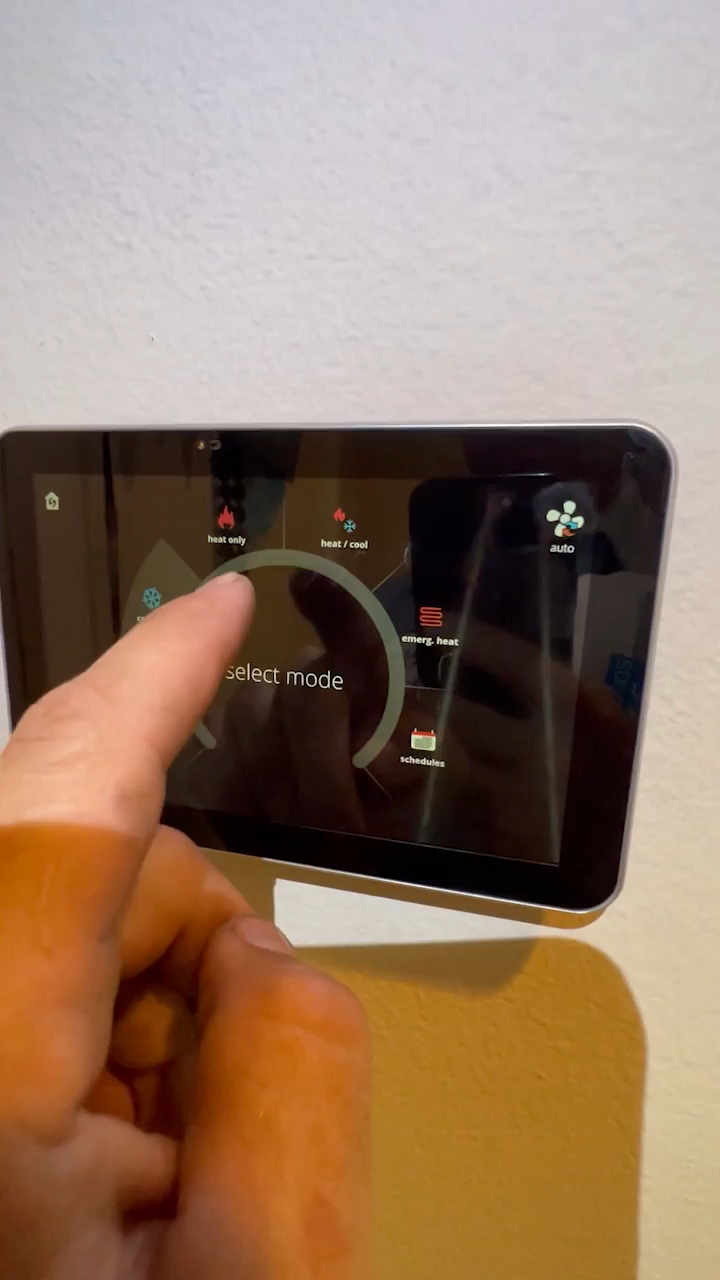 heat only
heat / cool
auto
emerg. heat
select mode
schedules